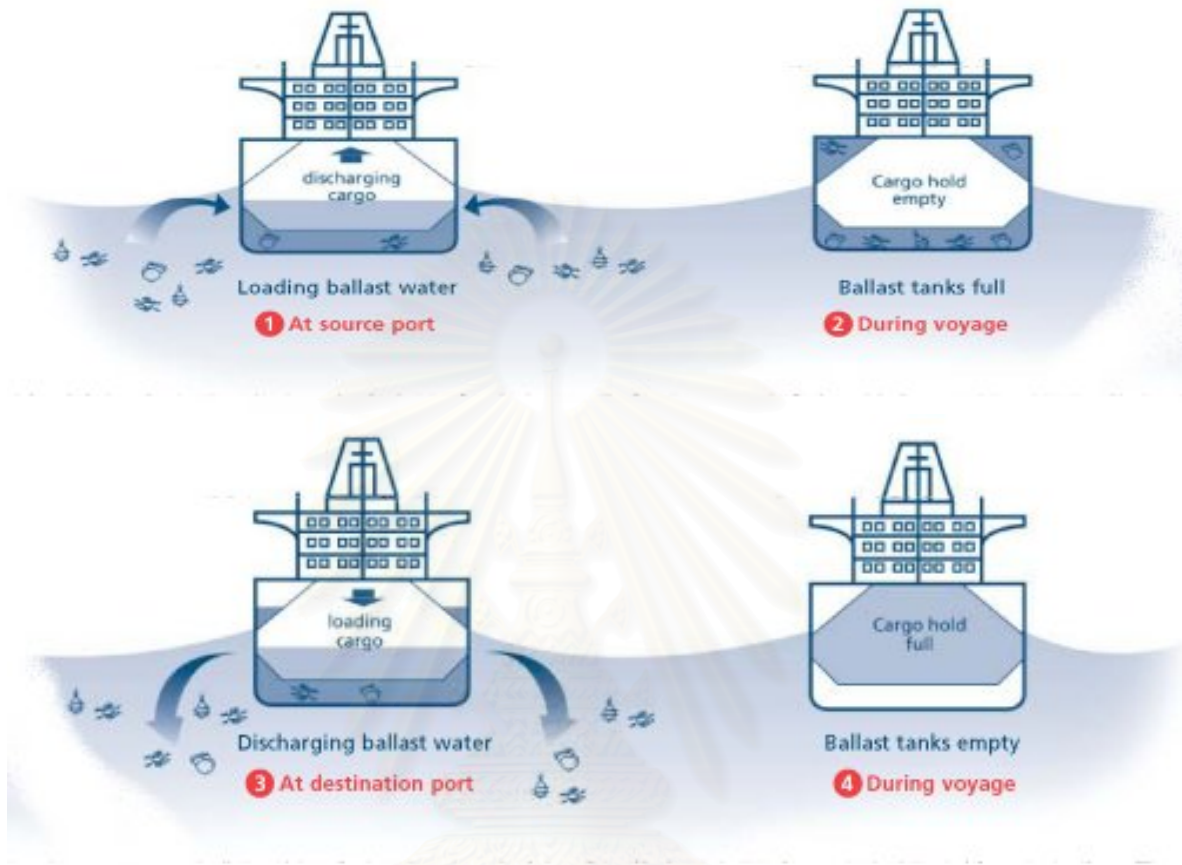 discharging
cargo
Loading ballast water
1 At source port
Cargo hold
empty
Ballast tanks full
2 During voyage
loading
cargo
Discharging ballast water
3 At destination port
Cargo hold
full
Ballast tanks empty
4 During voyage